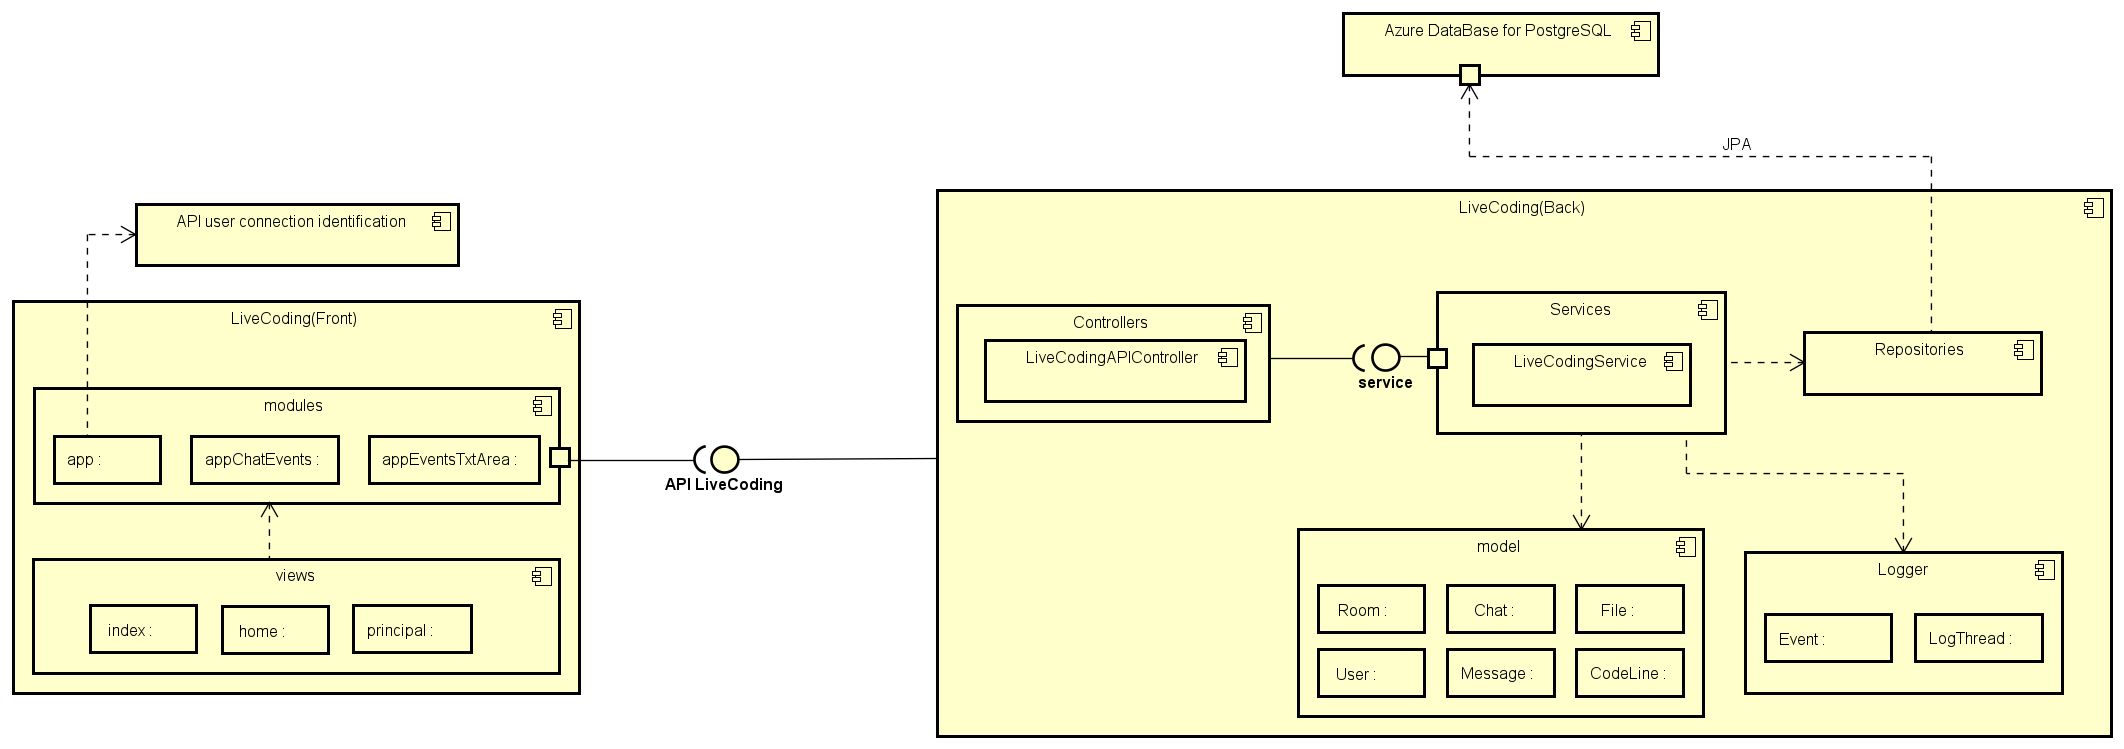 Azure DataBase for PostgreSQL
JPA
API user connection identification
LiveCoding(Front)
modules
app :
appChatEvents :
appEventsTxtArea :
views
index :
home :
principal :
API LiveCoding
LiveCoding(Back)
Controllers
LiveCodingAPIController
service
Services
LiveCodingService
Repositories
model
Room :
Chat :
File :
User :
Message :
CodeLine :
Logger
Event :
LogThread :